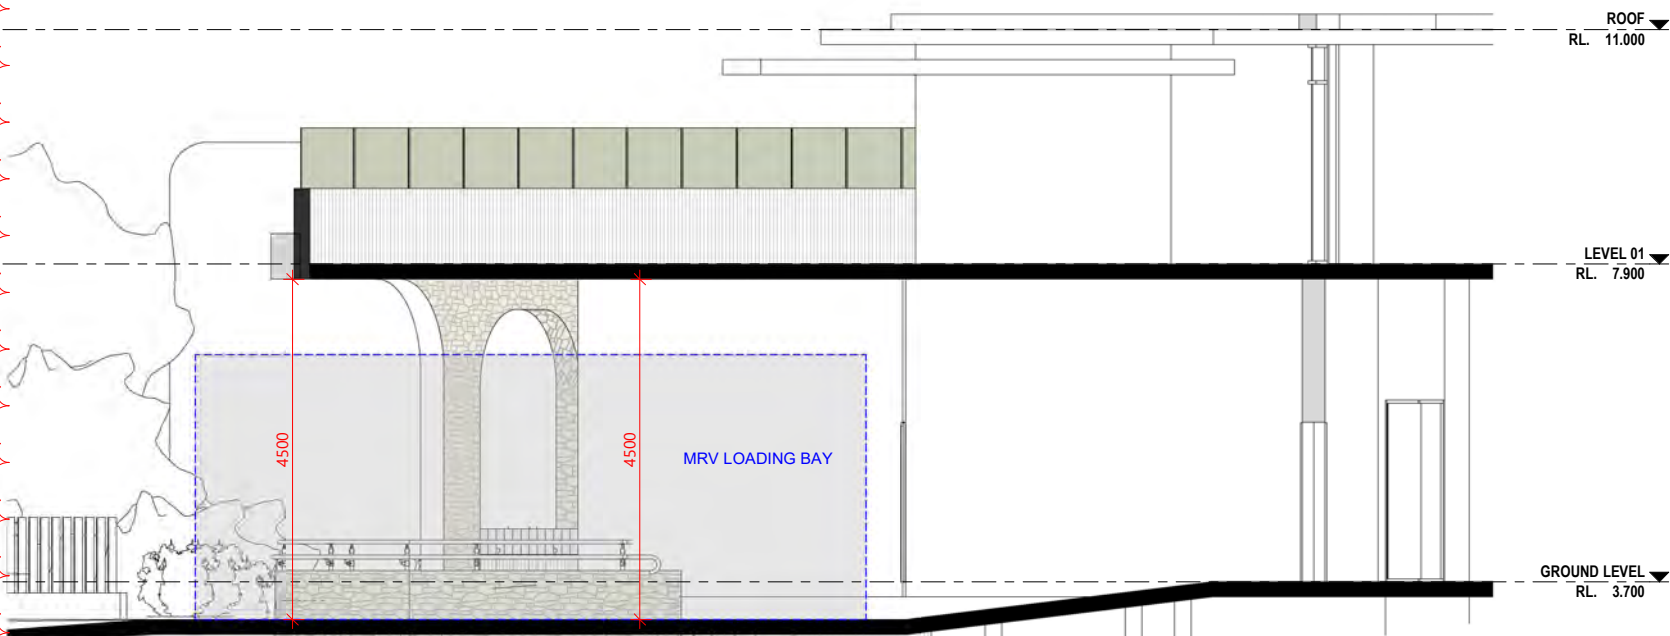 ROOF
RL. 11.000
LEVEL 01
RL. 7.900
4500
4500
MRV LOADING BAY
GROUND LEVEL
RL. 3.700